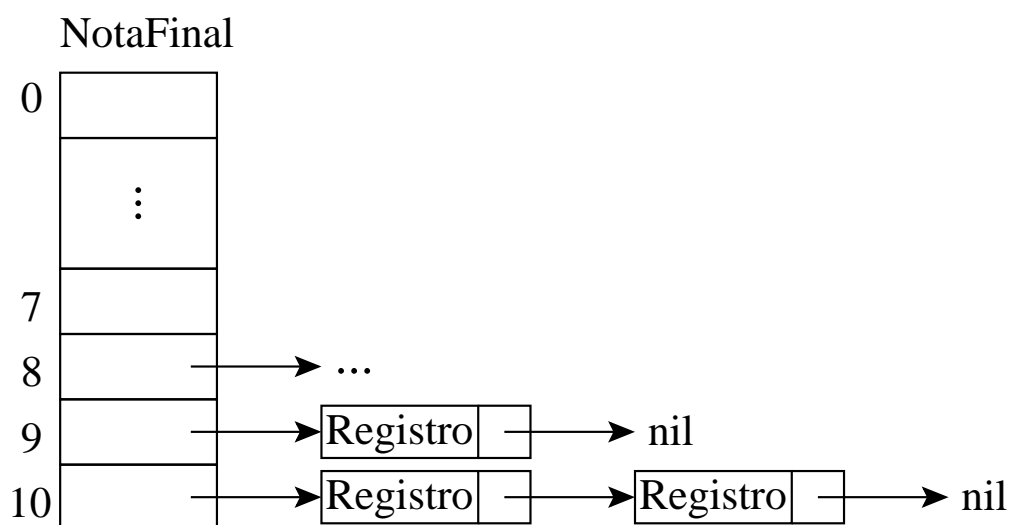 NotaFinal
0
⋮
7
8 ...
9 Registro nil
10 Registro Registro nil